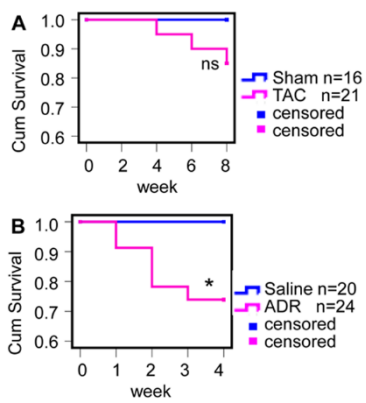 A
Cum Survival
1.0
0.9
0.8
0.7
0.6
ns
0 2 4 6 8
week
Sham n=16
TAC n=21
censored
censored
B
Cum Survival
1.0
0.9
0.8
0.7
0.6
*
0 1 2 3 4
week
Saline n=20
ADR n=24
censored
censored